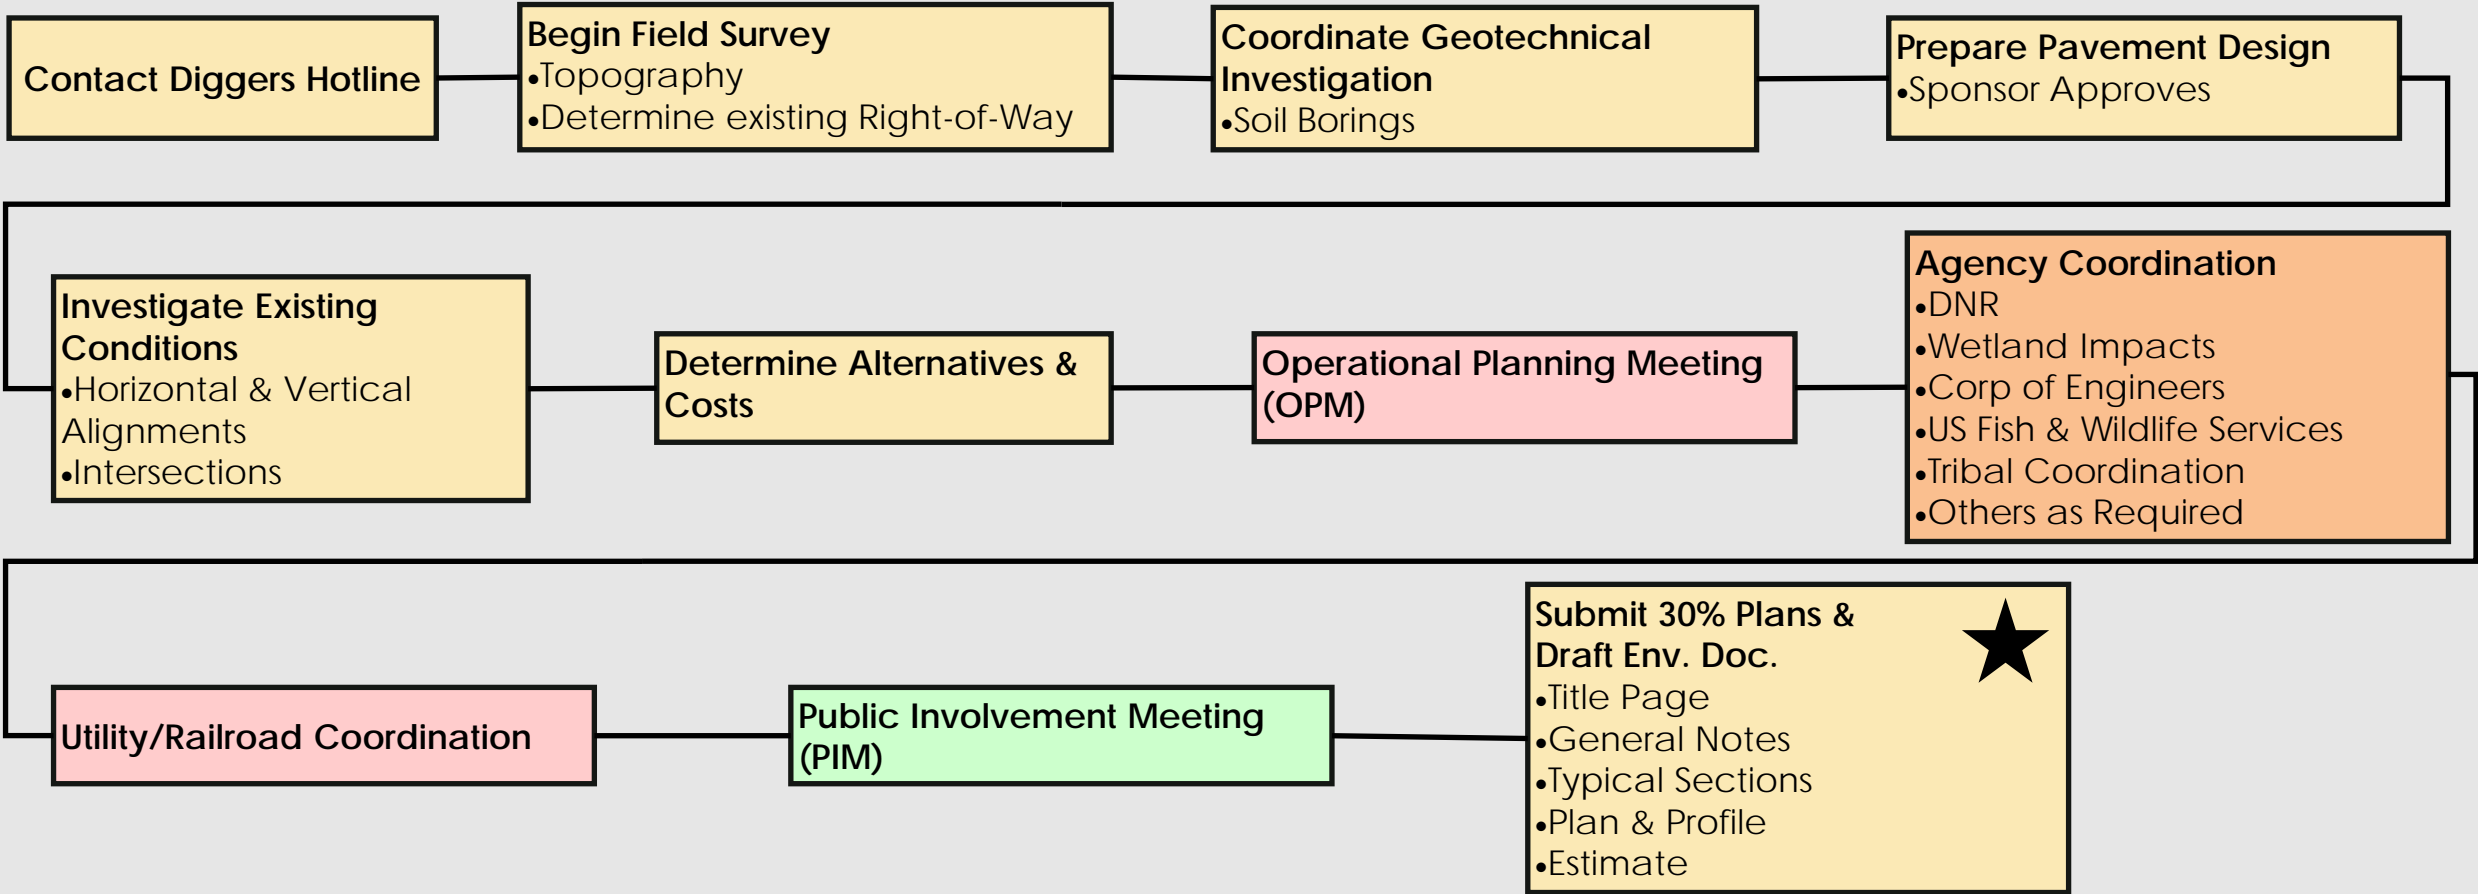 Contact Diggers Hotline
Begin Field Survey
•Topography
•Determine existing Right-of-Way
Coordinate Geotechnical
Investigation
•Soil Borings
Prepare Pavement Design
•Sponsor Approves
Investigate Existing
Conditions
•Horizontal & Vertical
Alignments
•Intersections
Determine Alternatives &
Costs
Operational Planning Meeting
(OPM)
Agency Coordination
•DNR
•Wetland Impacts
•Corp of Engineers
•US Fish & Wildlife Services
•Tribal Coordination
•Others as Required
Utility/Railroad Coordination
Public Involvement Meeting
(PIM)
Submit 30% Plans &
Draft Env. Doc.
•Title Page
•General Notes
•Typical Sections
•Plan & Profile
•Estimate